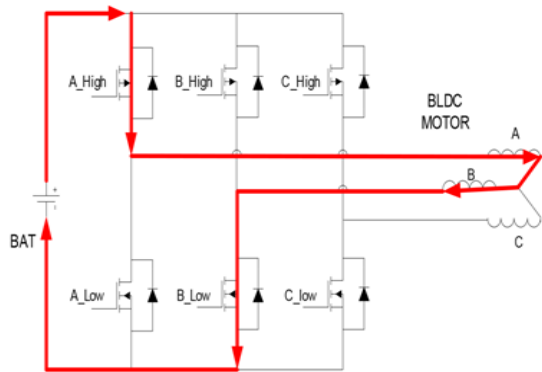 A_High
B_High
C_High
BLDC
MOTOR
A
B
+
-
BAT
C
A_Low
B_Low
C_low